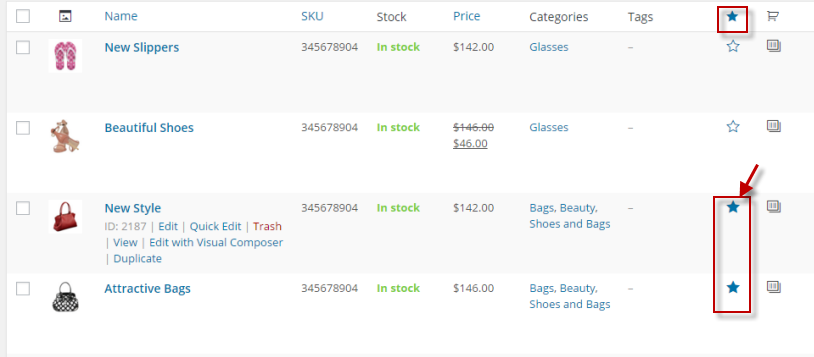 Name SKU Stock Price Categories Tags
New Slippers 345678904 In stock $142.00 Glasses –
Beautiful Shoes 345678904 In stock $146.00 Glasses –
$46.00
New Style 345678904 In stock $142.00 Bags, Beauty, –
ID: 2187 | Edit | Quick Edit | Trash Shoes and Bags
| View | Edit with Visual Composer
| Duplicate
Attractive Bags 345678904 In stock $146.00 Bags, Beauty, –
Shoes and Bags